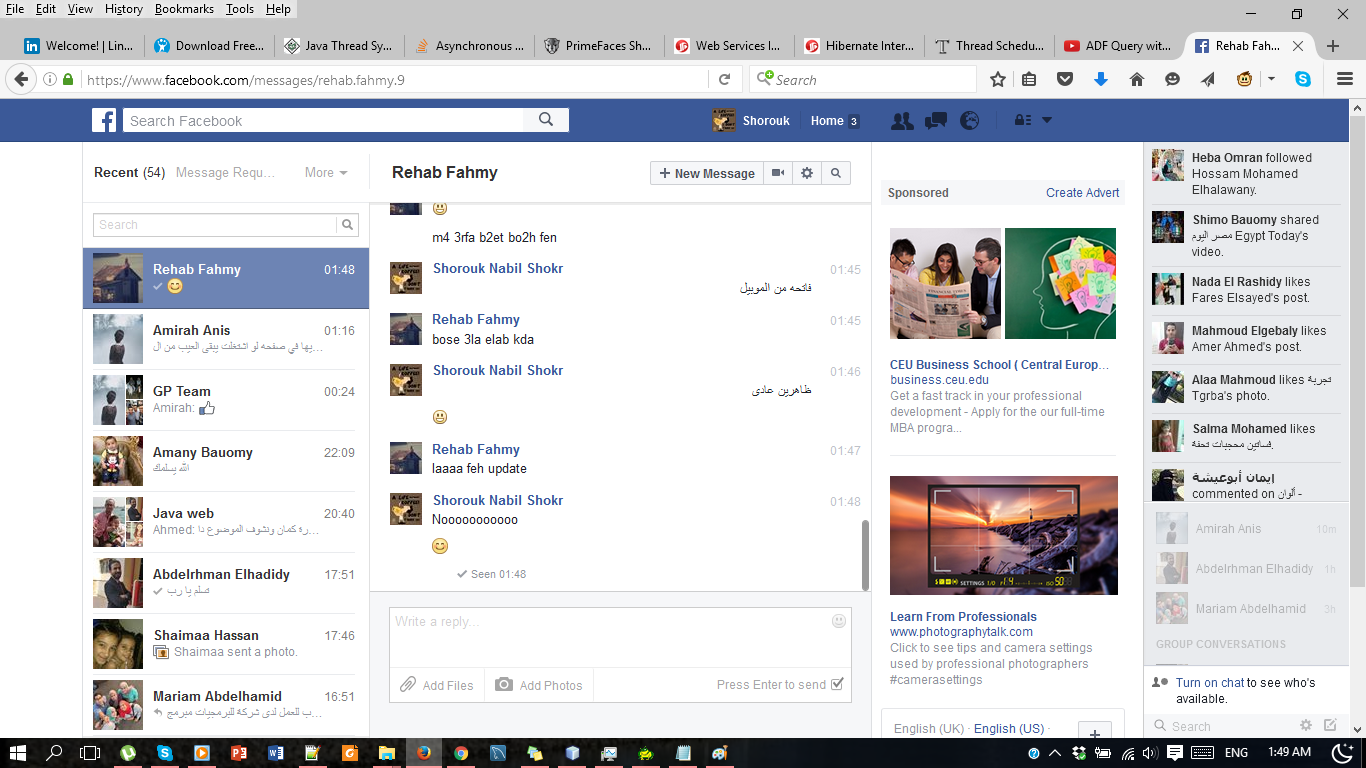 File Edit View History Bookmarks Tools Help
Welcome! | Lin...
Download Free...
Java Thread Sy...
Asynchronous ...
PrimeFaces Sh...
Web Services I...
Hibernate Inter...
Thread Schedu...
ADF Query wit...
Rehab Fah...
https://www.facebook.com/messages/rehab.fahmy.9
Search
Search Facebook
Shorouk Home 3
Recent (54) Message Requ... More
Search
Rehab Fahmy 01:48
Amirah Anis 01:16
يها في صفحه لو اشتغلت يبقى العيب من ال...
GP Team 00:24
Amirah:
Amany Bauomy 22:09
الله يسلمك
Java web 20:40
Ahmed: رة كمان ونشوف الموضوع دا...
Abdelrhman Elhadidy 17:51
تسلم يا رب
Shaimaa Hassan 17:46
Shaimaa sent a photo.
Mariam Abdelhamid 16:51
ب للعمل لدى شركة للبرمجيات مبرمج...
Rehab Fahmy
New Message
m4 3rfa b2et bo2h fen
Shorouk Nabil Shokr 01:45
فاتحه من الموبيل
Rehab Fahmy 01:45
bose 3la elab kda
Shorouk Nabil Shokr 01:46
ظاهرين عادى
Rehab Fahmy 01:47
laaaa feh update
Shorouk Nabil Shokr 01:48
Nooooooooooo
Seen 01:48
Write a reply...
Add Files Add Photos Press Enter to send
Sponsored Create Advert
FINANCIAL TIMES
CEU Business School ( Central Europ...
business.ceu.edu
Get a fast track in your professional
development - Apply for the our full-time
MBA progra...
SETTINGS
Learn From Professionals
www.photographytalk.com
Click to see tips and camera settings
used by professional photographers
#camerasettings
English (UK) · English (US) ·
Heba Omran followed
Hossam Mohamed
Elhalawany.
Shimo Bauomy shared
مصر اليوم Egypt Today's
video.
Nada El Rashidy likes
Fares Elsayed's post.
Mahmoud Elgebaly likes
Amer Ahmed's post.
Alaa Mahmoud likes تجربة
Tgrba's photo.
Salma Mohamed likes
فساتين محجبات تحفة.
إيمان أبوعيشة
commented on ألوان -
Amirah Anis 10m
Abdelrhman Elhadidy 1h
Mariam Abdelhamid 3h
GROUP CONVERSATIONS
Turn on chat to see who's
available.
Search
ENG 1:49 AM